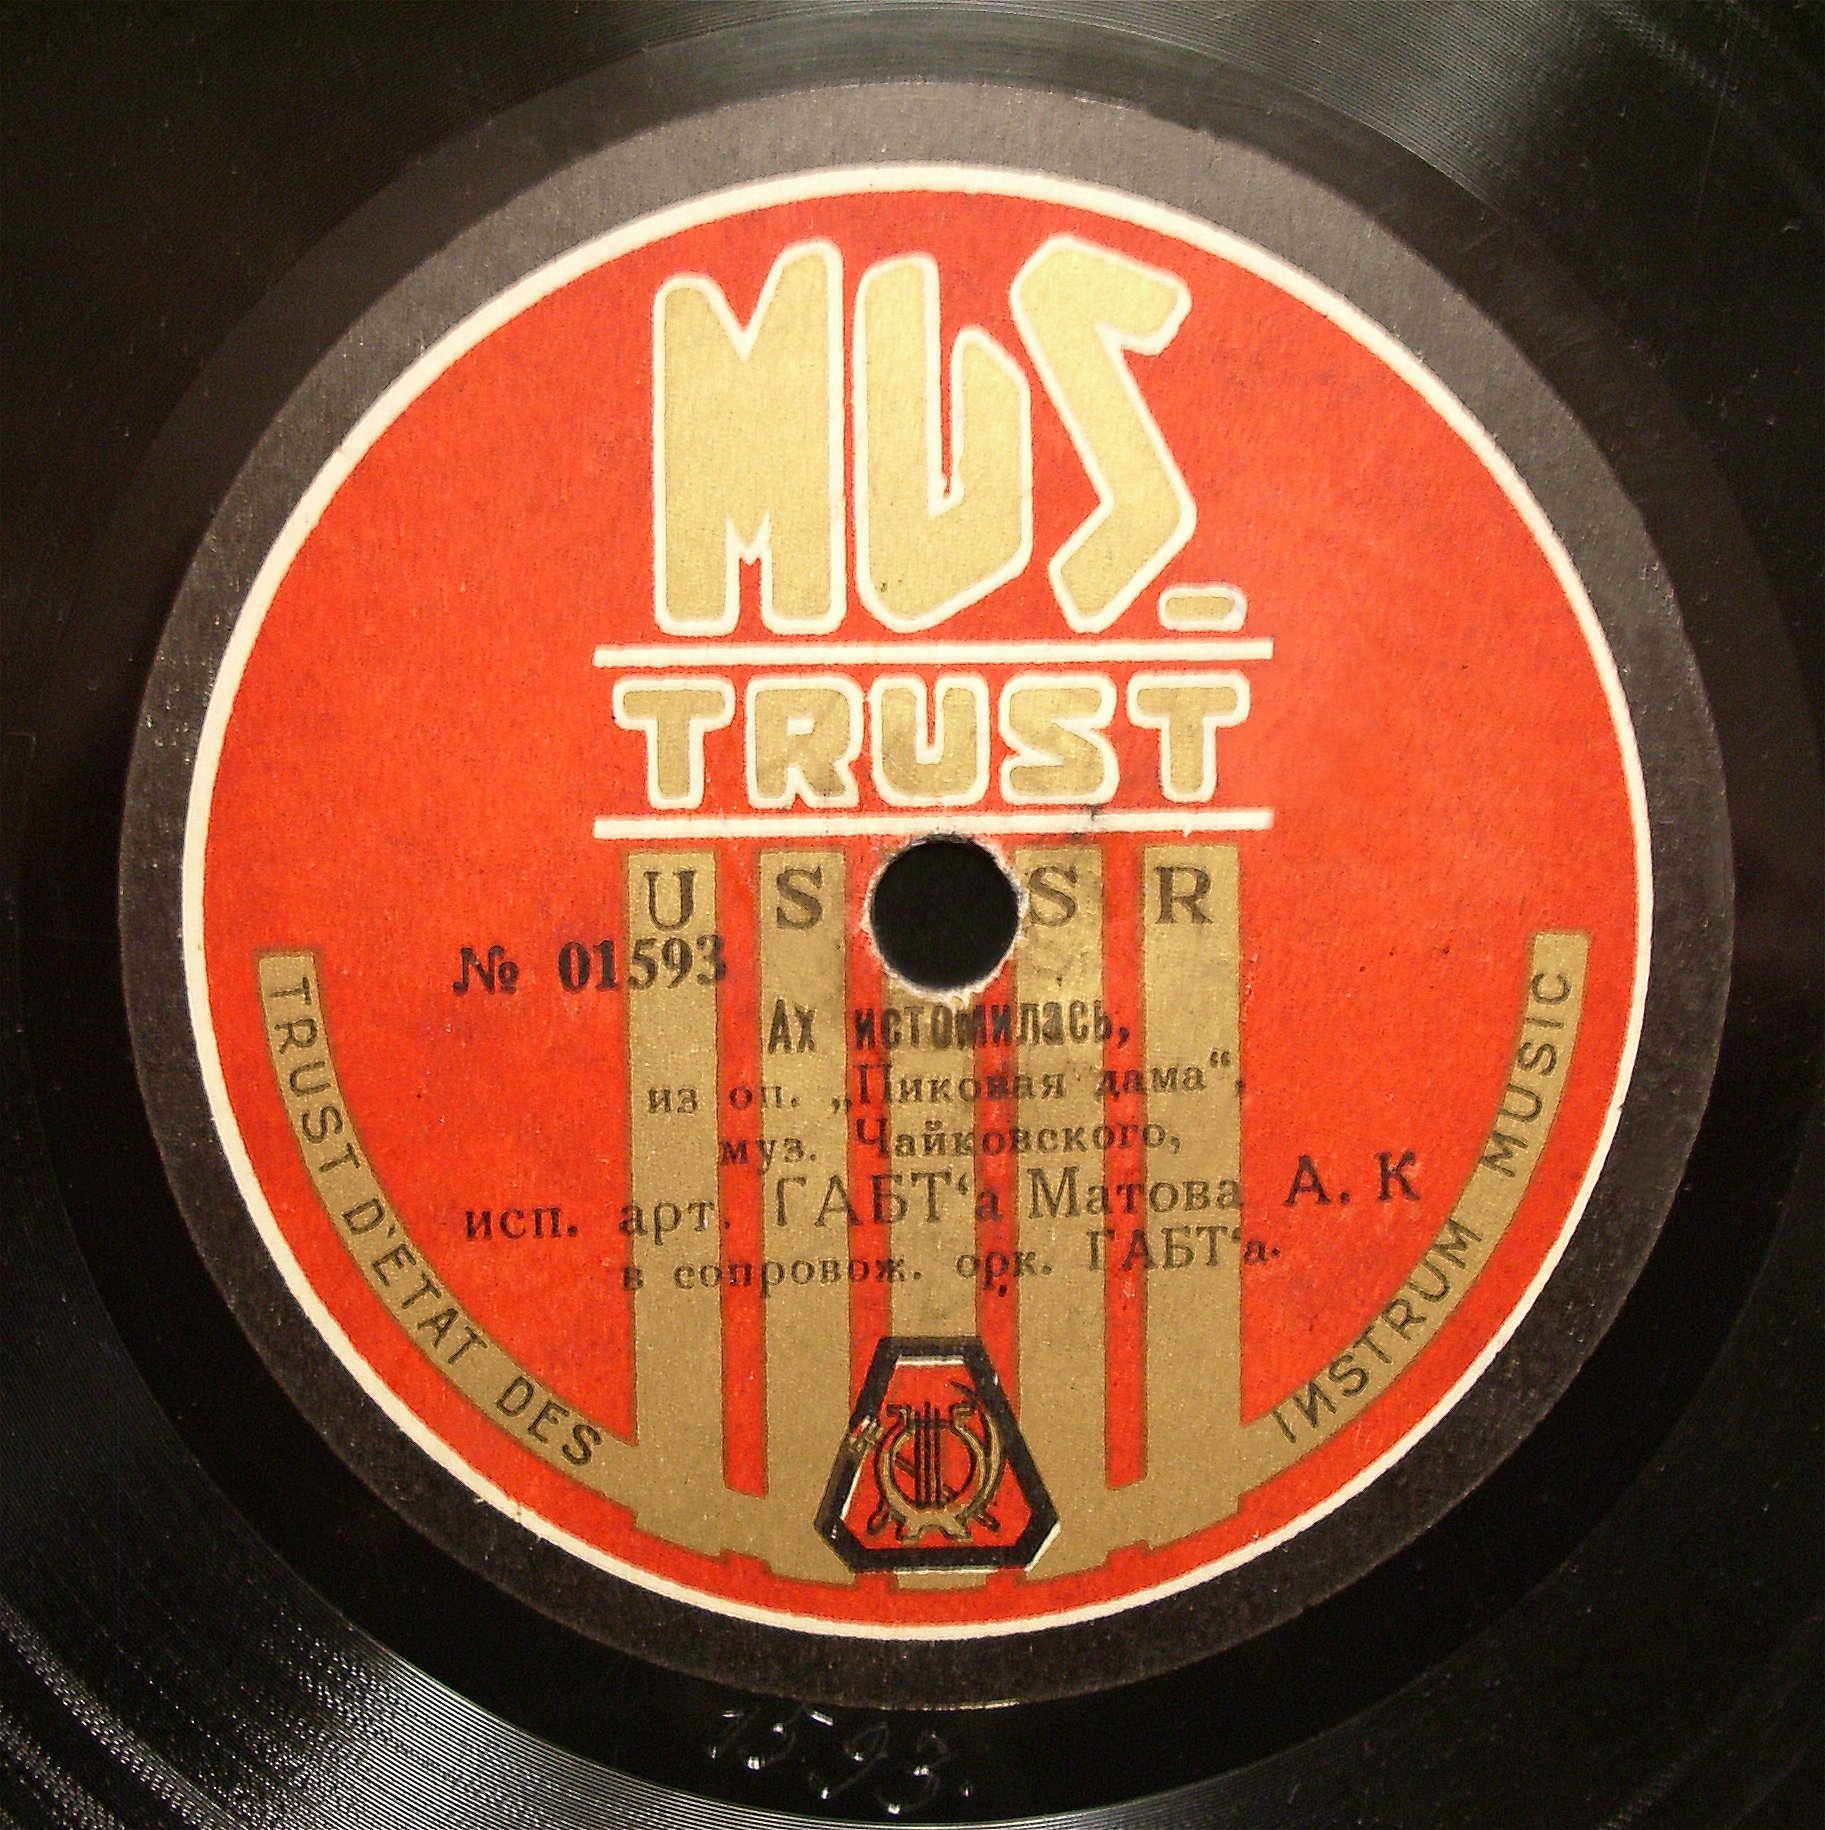 MUS.
TRUST
U S S R
№ 01593
Ах истомилась,
из оп. „Пиковая дама“,
муз. Чайковского,
исп. арт. ГАБТ‘а Матова А. К
в сопровож. орк. ГАБТ‘а.
TRUST D'ETAT DES INSTRUM MUSIC
1593.